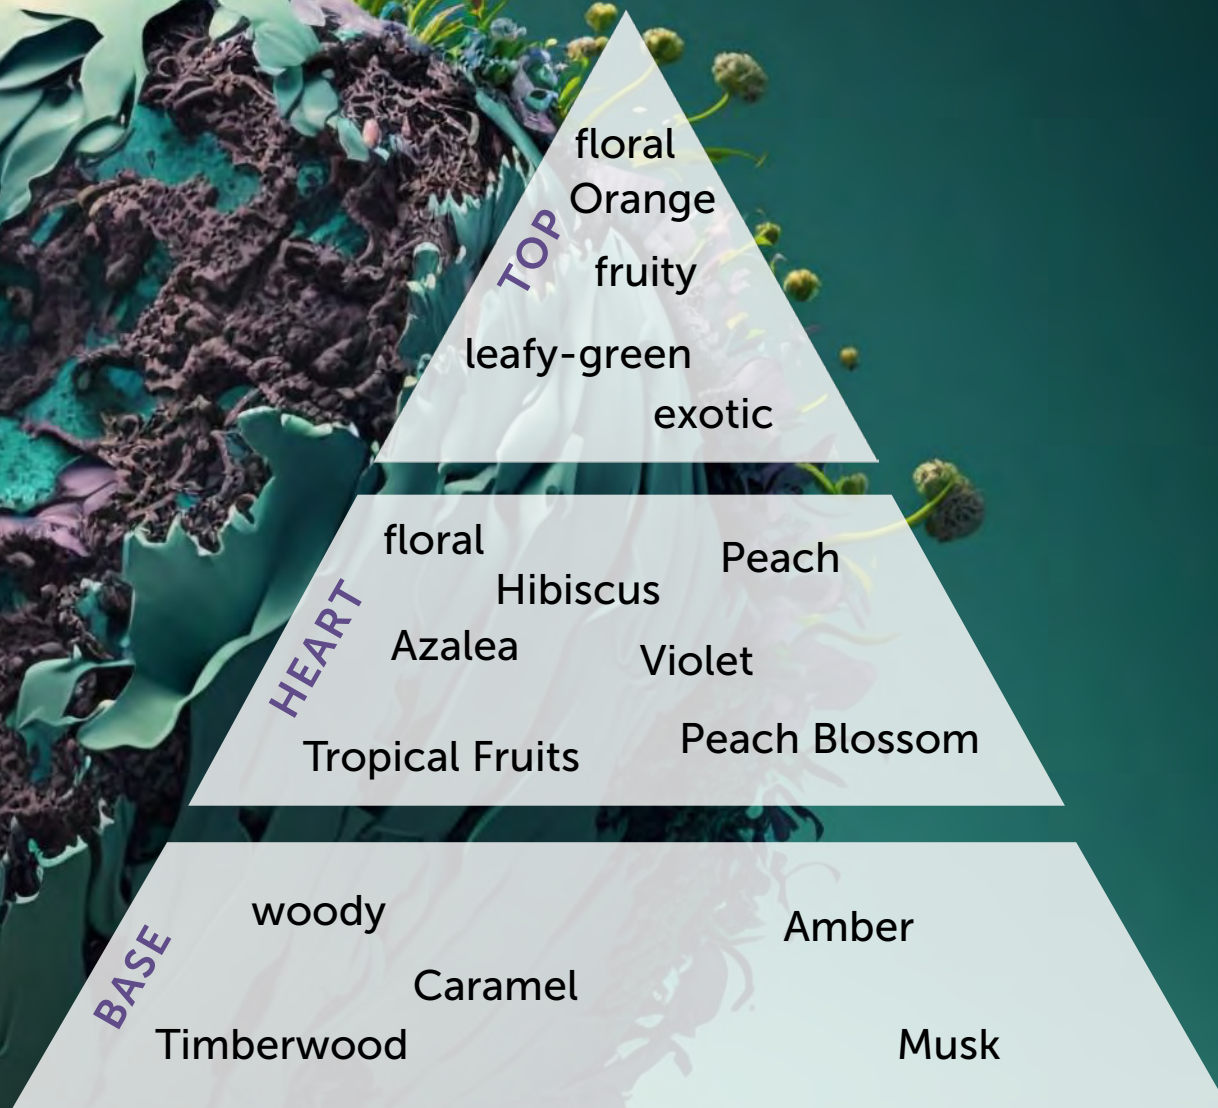 floral
Orange
TOP
fruity
leafy-green
exotic
floral
Peach
Hibiscus
HEART
Azalea
Violet
Peach Blossom
Tropical Fruits
woody
Amber
BASE
Caramel
Timberwood
Musk